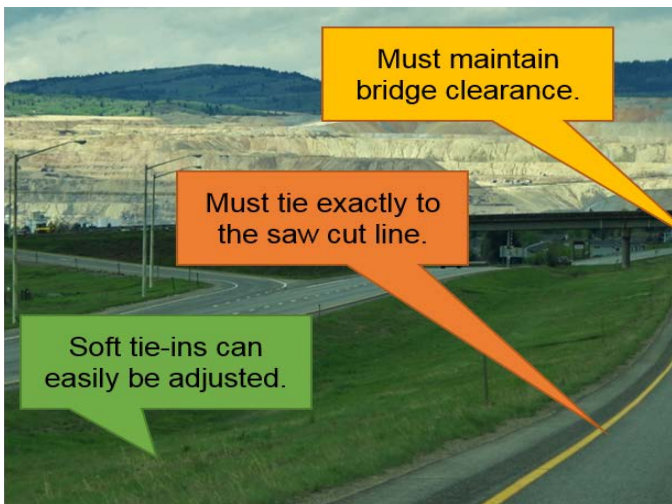 Must maintain
bridge clearance.
Must tie exactly to
the saw cut line.
Soft tie-ins can
easily be adjusted.